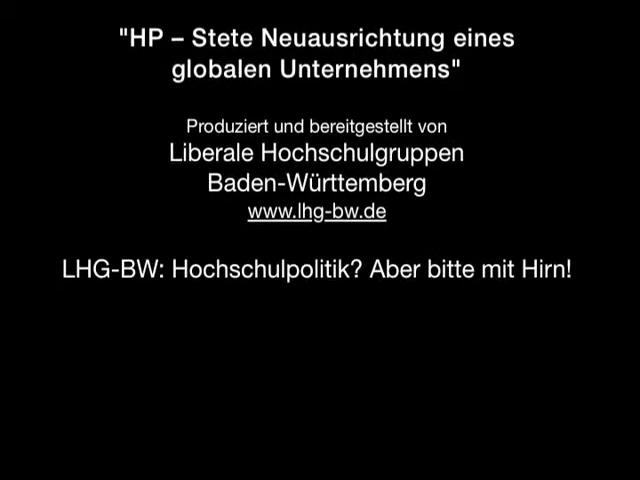 "HP – Stete Neuausrichtung eines
globalen Unternehmens"
Produziert und bereitgestellt von
Liberale Hochschulgruppen
Baden-Württemberg
www.lhg-bw.de
LHG-BW: Hochschulpolitik? Aber bitte mit Hirn!